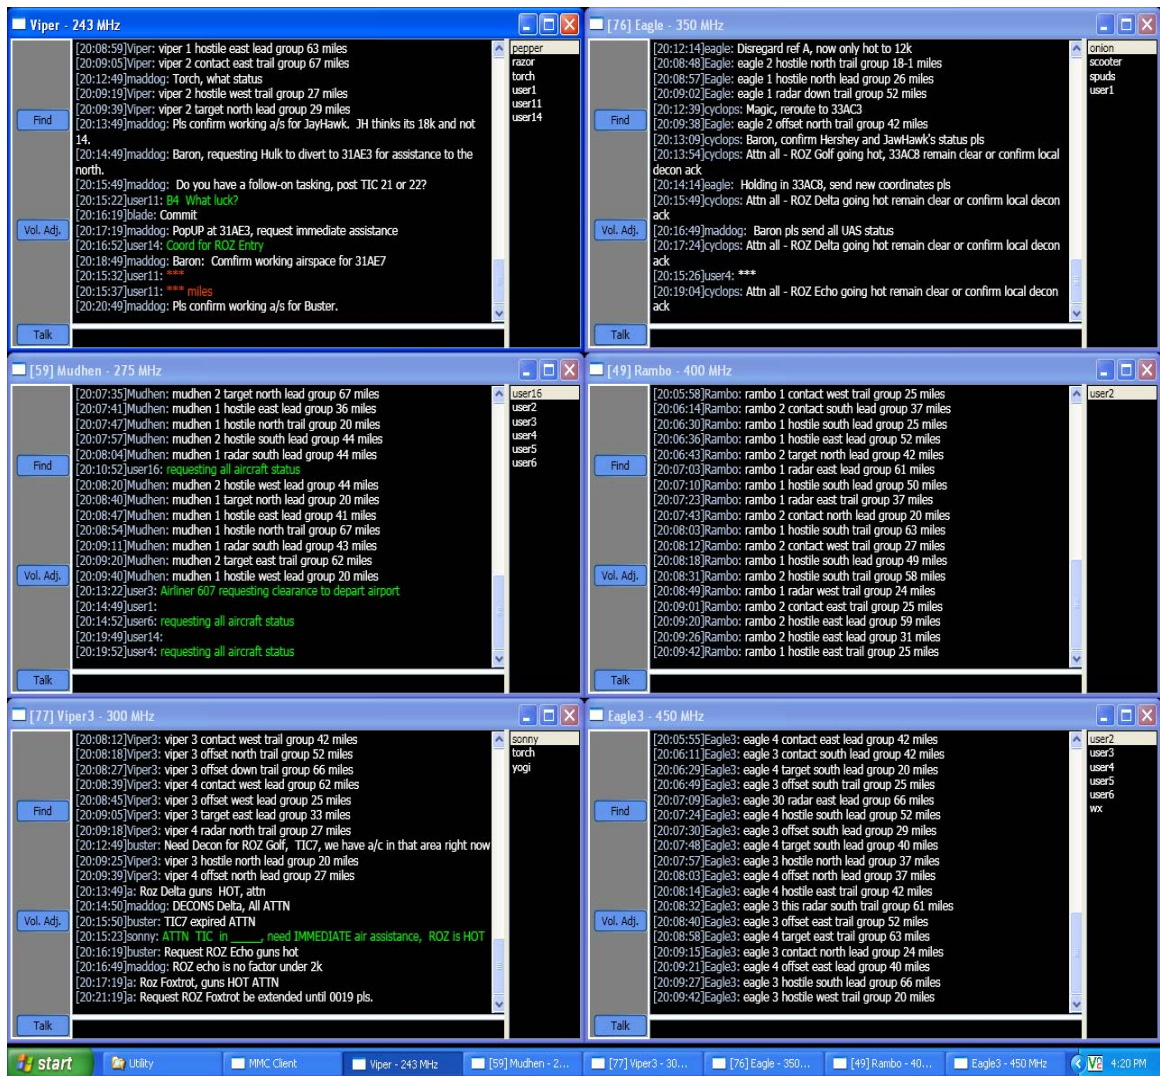 Viper - 243 MHz
[20:08:59]Viper: viper 1 hostile east lead group 63 miles
[20:09:05]Viper: viper 2 contact east trail group 67 miles
[20:12:49]maddog: Torch, what status
[20:09:19]Viper: viper 2 hostile west trail group 27 miles
[20:09:39]Viper: viper 2 target north lead group 29 miles
[20:13:49]maddog: Pls confirm working a/s for JayHawk. JH thinks its 18k and not
14.
[20:14:49]maddog: Baron, requesting Hulk to divert to 31AE3 for assistance to the
north.
[20:15:49]maddog: Do you have a follow-on tasking, post TIC 21 or 22?
[20:15:22]user11: B4 What luck?
[20:16:19]blade: Commit
[20:17:19]maddog: PopUP at 31AE3, request immediate assistance
[20:16:52]user14: Coord for ROZ Entry
[20:18:49]maddog: Baron: Comfirm working airspace for 31AE7
[20:15:32]user11: ***
[20:15:37]user11: *** miles
[20:20:49]maddog: Pls confirm working a/s for Buster.
Find
Vol. Adj.
Talk
pepper
razor
torch
user1
user11
user14
[76] Eagle - 350 MHz
[20:12:14]eagle: Disregard ref A, now only hot to 12k
[20:08:48]Eagle: eagle 2 hostile north trail group 18-1 miles
[20:08:57]Eagle: eagle 1 hostile north lead group 26 miles
[20:09:02]Eagle: eagle 1 radar down trail group 52 miles
[20:12:39]cyclops: Magic, reroute to 33AC3
[20:09:38]Eagle: eagle 2 offset north trail group 42 miles
[20:13:09]cyclops: Baron, confirm Hershey and JawHawk's status pls
[20:13:54]cyclops: Attn all - ROZ Golf going hot, 33AC8 remain clear or confirm local
decon ack
[20:14:14]eagle: Holding in 33AC8, send new coordinates pls
[20:15:49]cyclops: Attn all - ROZ Delta going hot remain clear or confirm local decon
ack
[20:16:49]maddog: Baron pls send all UAS status
[20:17:24]cyclops: Attn all - ROZ Delta going hot remain clear or confirm local decon
ack
[20:15:26]user4: ***
[20:19:04]cyclops: Attn all - ROZ Echo going hot remain clear or confirm local decon
ack
Find
Vol. Adj.
Talk
onion
scooter
spuds
user1
[59] Mudhen - 275 MHz
[20:07:35]Mudhen: mudhen 2 target north lead group 67 miles
[20:07:41]Mudhen: mudhen 1 hostile east lead group 36 miles
[20:07:47]Mudhen: mudhen 1 hostile north trail group 20 miles
[20:07:57]Mudhen: mudhen 2 hostile south lead group 44 miles
[20:08:04]Mudhen: mudhen 1 radar south lead group 44 miles
[20:10:52]user16: requesting all aircraft status
[20:08:20]Mudhen: mudhen 2 hostile west lead group 44 miles
[20:08:40]Mudhen: mudhen 1 target north lead group 20 miles
[20:08:47]Mudhen: mudhen 1 hostile east lead group 41 miles
[20:08:54]Mudhen: mudhen 1 hostile north trail group 67 miles
[20:09:11]Mudhen: mudhen 1 radar south lead group 43 miles
[20:09:20]Mudhen: mudhen 2 target east trail group 62 miles
[20:09:40]Mudhen: mudhen 1 hostile west lead group 20 miles
[20:13:22]user3: Airliner 607 requesting clearance to depart airport
[20:14:49]user1:
[20:14:52]user6: requesting all aircraft status
[20:19:49]user14:
[20:19:52]user4: requesting all aircraft status
Find
Vol. Adj.
Talk
user16
user2
user3
user4
user5
user6
[49] Rambo - 400 MHz
[20:05:58]Rambo: rambo 1 contact west trail group 25 miles
[20:06:14]Rambo: rambo 2 contact south lead group 37 miles
[20:06:30]Rambo: rambo 1 hostile south lead group 25 miles
[20:06:36]Rambo: rambo 1 hostile east lead group 52 miles
[20:06:43]Rambo: rambo 2 target north lead group 42 miles
[20:07:03]Rambo: rambo 1 radar east lead group 61 miles
[20:07:10]Rambo: rambo 1 hostile south lead group 50 miles
[20:07:23]Rambo: rambo 1 radar east trail group 37 miles
[20:07:43]Rambo: rambo 2 contact north lead group 20 miles
[20:08:03]Rambo: rambo 1 hostile south trail group 63 miles
[20:08:12]Rambo: rambo 2 contact west trail group 27 miles
[20:08:18]Rambo: rambo 1 hostile south lead group 49 miles
[20:08:31]Rambo: rambo 2 hostile south trail group 58 miles
[20:08:49]Rambo: rambo 1 radar west trail group 24 miles
[20:09:01]Rambo: rambo 2 contact east trail group 25 miles
[20:09:20]Rambo: rambo 2 hostile east lead group 59 miles
[20:09:26]Rambo: rambo 2 hostile east lead group 31 miles
[20:09:42]Rambo: rambo 1 hostile east trail group 25 miles
Find
Vol. Adj.
Talk
user2
[77] Viper3 - 300 MHz
[20:08:12]Viper3: viper 3 contact west trail group 42 miles
[20:08:18]Viper3: viper 3 offset north trail group 52 miles
[20:08:27]Viper3: viper 3 offset down trail group 66 miles
[20:08:39]Viper3: viper 4 contact west lead group 62 miles
[20:08:45]Viper3: viper 3 offset west lead group 25 miles
[20:09:05]Viper3: viper 3 target east lead group 33 miles
[20:09:18]Viper3: viper 4 radar north trail group 27 miles
[20:12:49]buster: Need Decon for ROZ Golf, TIC7, we have a/c in that area right now
[20:09:25]Viper3: viper 3 hostile north lead group 20 miles
[20:09:39]Viper3: viper 4 offset north lead group 27 miles
[20:13:49]a: Roz Delta guns HOT, attn
[20:14:50]maddog: DECONS Delta, All ATTN
[20:15:50]buster: TIC7 expired ATTN
[20:15:23]sonny: ATTN TIC in _____, need IMMEDIATE air assistance, ROZ is HOT
[20:16:19]buster: Request ROZ Echo guns hot
[20:16:49]maddog: ROZ echo is no factor under 2k
[20:17:19]a: Roz Foxtrot, guns HOT ATTN
[20:21:19]a: Request ROZ Foxtrot be extended until 0019 pls.
Find
Vol. Adj.
Talk
sonny
torch
yogi
Eagle3 - 450 MHz
[20:05:55]Eagle3: eagle 4 contact east lead group 42 miles
[20:06:11]Eagle3: eagle 3 contact south lead group 42 miles
[20:06:29]Eagle3: eagle 4 target south lead group 20 miles
[20:06:49]Eagle3: eagle 3 offset south trail group 25 miles
[20:07:09]Eagle3: eagle 30 radar east lead group 66 miles
[20:07:24]Eagle3: eagle 4 hostile south lead group 52 miles
[20:07:30]Eagle3: eagle 3 offset south lead group 29 miles
[20:07:48]Eagle3: eagle 4 target south lead group 40 miles
[20:07:57]Eagle3: eagle 3 hostile north lead group 37 miles
[20:08:03]Eagle3: eagle 4 offset north lead group 37 miles
[20:08:14]Eagle3: eagle 4 hostile east trail group 42 miles
[20:08:32]Eagle3: eagle 3 this radar south trail group 61 miles
[20:08:40]Eagle3: eagle 3 offset east trail group 52 miles
[20:08:58]Eagle3: eagle 4 target east trail group 63 miles
[20:09:15]Eagle3: eagle 3 contact north lead group 24 miles
[20:09:21]Eagle3: eagle 4 offset east lead group 40 miles
[20:09:27]Eagle3: eagle 3 hostile south lead group 66 miles
[20:09:42]Eagle3: eagle 3 hostile west trail group 20 miles
Find
Vol. Adj.
Talk
user2
user3
user4
user5
user6
wx
start
Utility
MMC Client
Viper - 243 MHz
[59] Mudhen - 2...
[77] Viper3 - 30...
[76] Eagle - 350...
[49] Rambo - 40...
Eagle3 - 450 MHz
4:20 PM